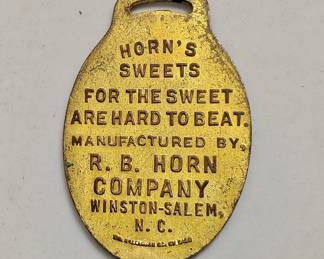 HORN'S
SWEETS
FOR THE SWEET
ARE HARD TO BEAT.
MANUFACTURED BY,
R. B. HORN
COMPANY
WINSTON-SALEM,
N. C.